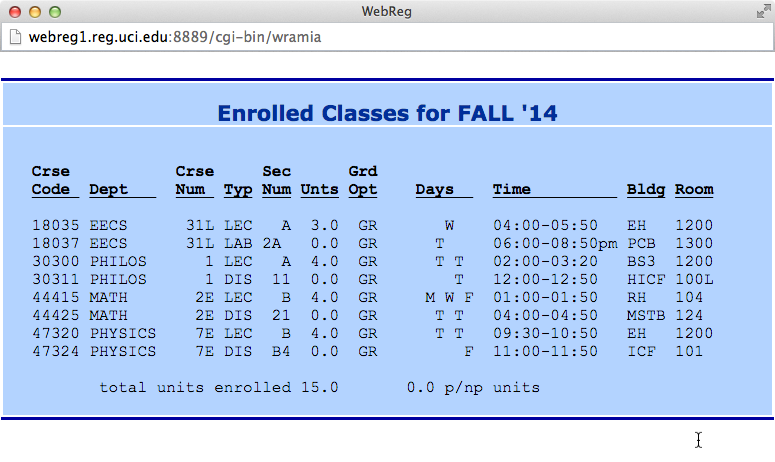 WebReg
webreg1.reg.uci.edu:8889/cgi-bin/wramia
Enrolled Classes for FALL '14
Crse Crse Sec Grd
Code Dept Num Typ Num Unts Opt Days Time Bldg Room
18035 EECS 31L LEC A 3.0 GR W 04:00-05:50 EH 1200
18037 EECS 31L LAB 2A 0.0 GR T 06:00-08:50pm PCB 1300
30300 PHILOS 1 LEC A 4.0 GR T T 02:00-03:20 BS3 1200
30311 PHILOS 1 DIS 11 0.0 GR T 12:00-12:50 HICF 100L
44415 MATH 2E LEC B 4.0 GR M W F 01:00-01:50 RH 104
44425 MATH 2E DIS 21 0.0 GR T T 04:00-04:50 MSTB 124
47320 PHYSICS 7E LEC B 4.0 GR T T 09:30-10:50 EH 1200
47324 PHYSICS 7E DIS B4 0.0 GR F 11:00-11:50 ICF 101
total units enrolled 15.0 0.0 p/np units